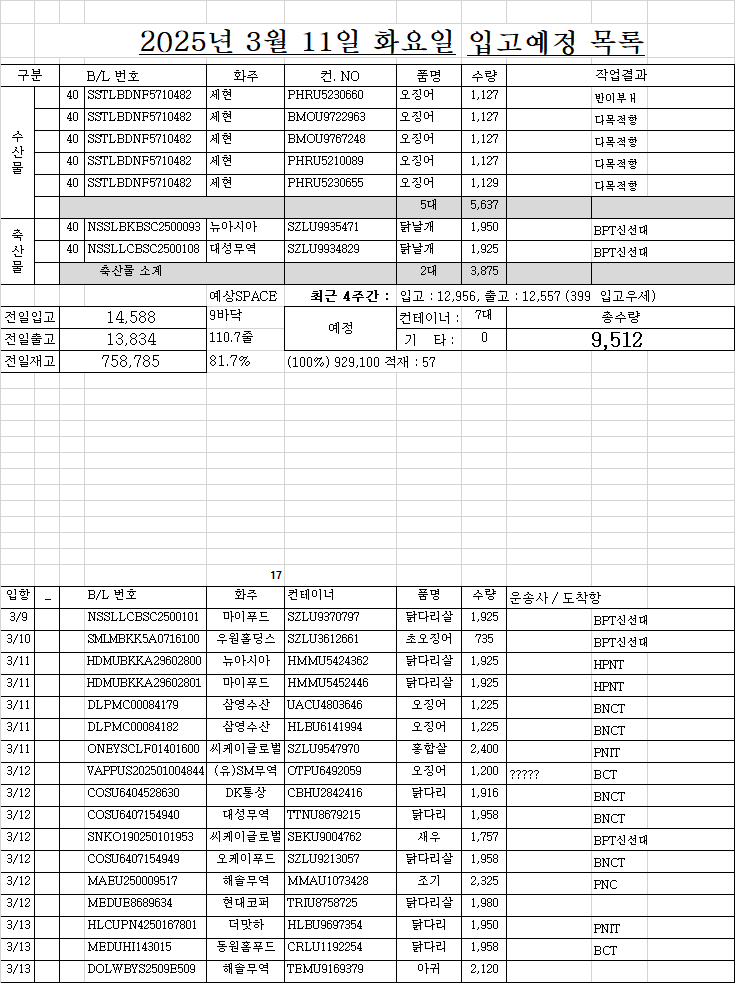 2025년 3월 11일 화요일 입고예정 목록
구분 B/L 번호 화주 컨. NO 품명 수량 작업결과
수산물
40 SSTLBDNF5710482 세현 PHRU5230660 오징어 1,127 반이부ㅐ
40 SSTLBDNF5710482 세현 BMOU9722963 오징어 1,127 다목적항
40 SSTLBDNF5710482 세현 BMOU9767248 오징어 1,127 다목적항
40 SSTLBDNF5710482 세현 PHRU5210089 오징어 1,127 다목적항
40 SSTLBDNF5710482 세현 PHRU5230655 오징어 1,129 다목적항
5대 5,637
축산물
40 NSSLBKBSC2500093 뉴아시아 SZLU9935471 닭날개 1,950 BPT신선대
40 NSSLLCBSC2500108 대성무역 SZLU9934829 닭날개 1,925 BPT신선대
축산물 소계 2대 3,875
예상SPACE 최근 4주간 : 입고 : 12,956, 출고 : 12,557 (399 입고우세)
전일입고 14,588 9바닥 예정 컨테이너 : 7대 총수량
전일출고 13,834 110.7줄 기 타 : 0 9,512
전일재고 758,785 81.7% (100%) 929,100 적재 : 57
17
입항 _ B/L 번호 화주 컨테이너 품명 수량 운송사 / 도착항
3/9 NSSLLCBSC2500101 마이푸드 SZLU9370797 닭다리살 1,925 BPT신선대
3/10 SMLMBKK5A0716100 우원홀딩스 SZLU3612661 초오징어 735 BPT신선대
3/11 HDMUBKKA29602800 뉴아시아 HMMU5424362 닭다리살 1,925 HPNT
3/11 HDMUBKKA29602801 마이푸드 HMMU5452446 닭다리살 1,925 HPNT
3/11 DLPMC00084179 삼영수산 UACU4803646 오징어 1,225 BNCT
3/11 DLPMC00084182 삼영수산 HLBU6141994 오징어 1,225 BNCT
3/11 ONEYSCLF01401600 씨케이글로벌 SZLU9547970 홍합살 2,400 PNIT
3/12 VAPPUS202501004844 (유)SM무역 OTPU6492059 오징어 1,200 ????? BCT
3/12 COSU6404528630 DK통상 CBHU2842416 닭다리 1,916 BNCT
3/12 COSU6407154940 대성무역 TTNU8679215 닭다리 1,958 BNCT
3/12 SNKO190250101953 씨케이글로벌 SEKU9004762 새우 1,757 BPT신선대
3/12 COSU6407154949 오케이푸드 SZLU9213057 닭다리살 1,958 BNCT
3/12 MAEU250009517 해솔무역 MMAU1073428 조기 2,325 PNC
3/12 MEDUE8689634 현대코퍼 TRIU8758725 닭다리살 1,980
3/13 HLCUPN4250167801 더맛하 HLBU9697354 닭다리 1,950 PNIT
3/13 MEDUHI143015 동원홈푸드 CRLU1192254 닭다리 1,958 BCT
3/13 DOLWBYS2509E509 해솔무역 TEMU9169379 아귀 2,120